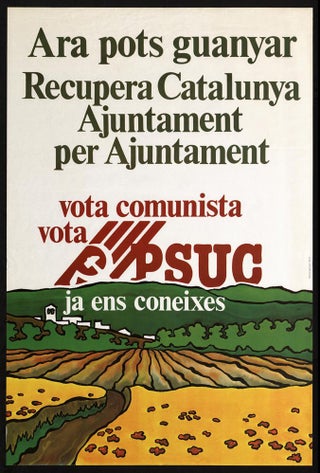 Ara pots guanyar
Recupera Catalunya
Ajuntament
per Ajuntament
vota comunista
vota PSUC
ja ens coneixes